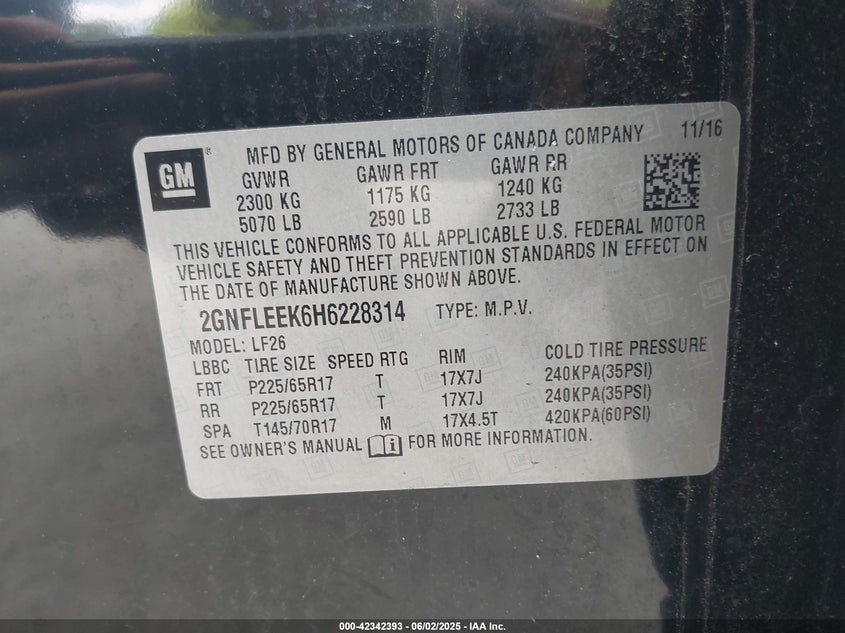 GM
MFD BY GENERAL MOTORS OF CANADA COMPANY 11/16
GVWR GAWR FRT GAWR RR
2300 KG 1175 KG 1240 KG
5070 LB 2590 LB 2733 LB
THIS VEHICLE CONFORMS TO ALL APPLICABLE U.S. FEDERAL MOTOR
VEHICLE SAFETY AND THEFT PREVENTION STANDARDS IN EFFECT ON
THE DATE OF MANUFACTURE SHOWN ABOVE.
2GNFLEEK6H6228314 TYPE: M.P.V.
MODEL: LF26
LBBC TIRE SIZE SPEED RTG RIM COLD TIRE PRESSURE
FRT P225/65R17 T 17X7J 240KPA(35PSI)
RR P225/65R17 T 17X7J 240KPA(35PSI)
SPA T145/70R17 M 17X4.5T 420KPA(60PSI)
SEE OWNER'S MANUAL FOR MORE INFORMATION.
000-42342393 - 06/02/2025 - IAA Inc.